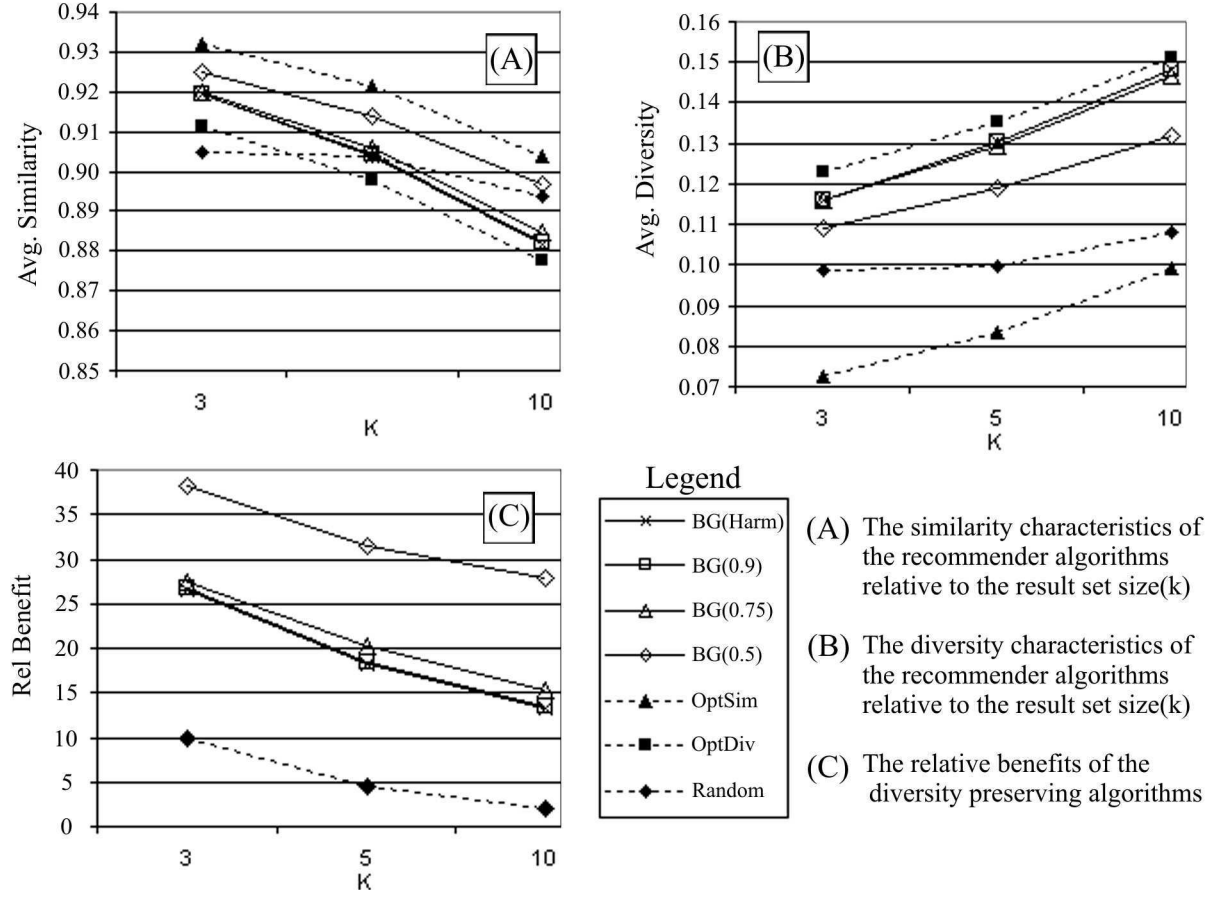 0.94
0.93
0.92
0.91
0.90
0.89
0.88
0.87
0.86
0.85
Avg. Similarity
(A)
3
10
K
0.16
0.15
0.14
0.13
0.12
0.11
0.10
0.09
0.08
0.07
Avg. Diversity
(B)
3
5
10
K
40
35
30
25
20
15
10
5
0
Rel Benefit
(C)
3
5
10
K
Legend
BG(Harm)
BG(0.9)
BG(0.75)
BG(0.5)
OptSim
OptDiv
Random
(A) The similarity characteristics of
the recommender algorithms
relative to the result set size(k)
(B) The diversity characteristics of
the recommender algorithms
relative to the result set size(k)
(C) The relative benefits of the
diversity preserving algorithms